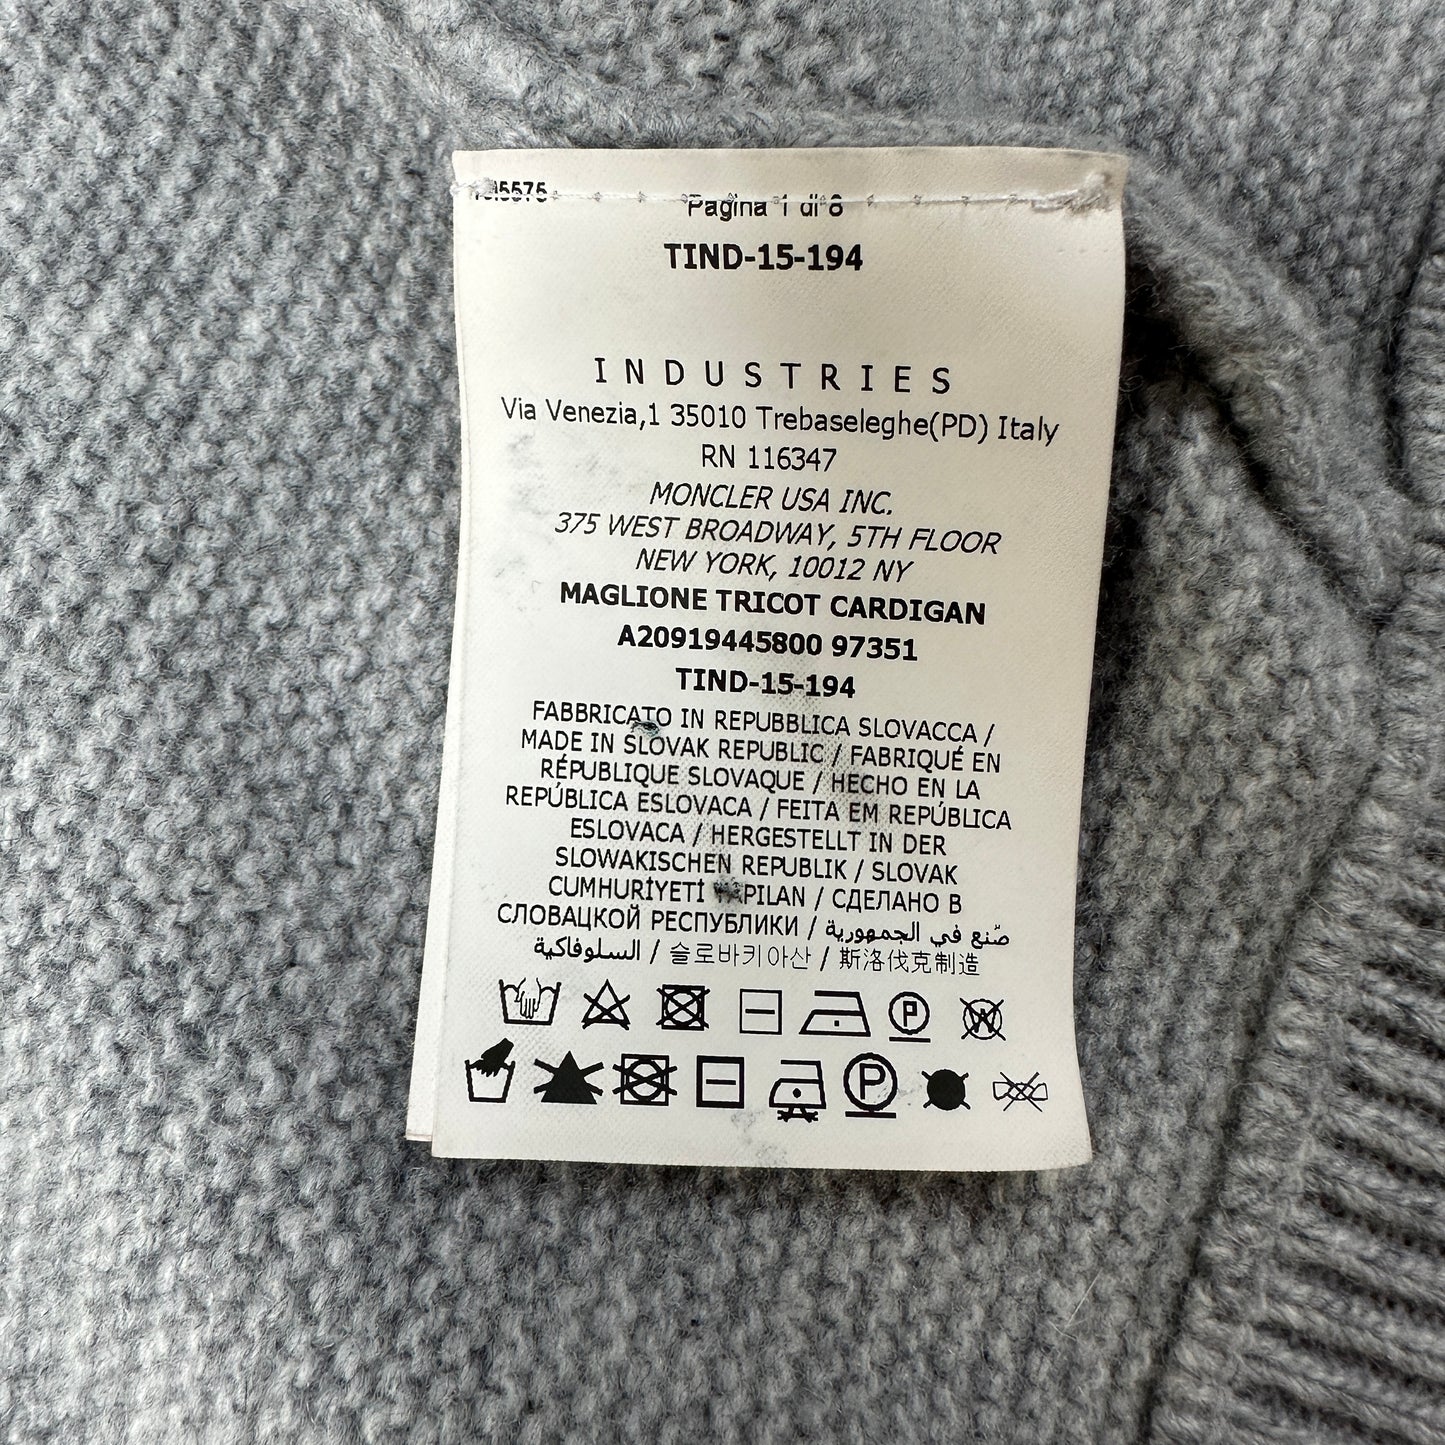 Pagina 1 di 8
TIND-15-194
INDUSTRIES
Via Venezia,1 35010 Trebaseleghe(PD) Italy
RN 116347
MONCLER USA INC.
375 WEST BROADWAY, 5TH FLOOR
NEW YORK, 10012 NY
MAGLIONE TRICOT CARDIGAN
A20919445800 97351
TIND-15-194
FABBRICATO IN REPUBBLICA SLOVACCA /
MADE IN SLOVAK REPUBLIC / FABRIQUÉ EN
RÉPUBLIQUE SLOVAQUE / HECHO EN LA
REPÚBLICA ESLOVACA / FEITA EM REPÚBLICA
ESLOVACA / HERGESTELLT IN DER
SLOWAKISCHEN REPUBLIK / SLOVAK
CUMHURİYETİ YAPILAN / СДЕЛАНО В
СЛОВАЦКОЙ РЕСПУБЛИКИ / صّنع في الجمهورية
السلوفاكية / 슬로바키아산 / 斯洛伐克制造
P W
P